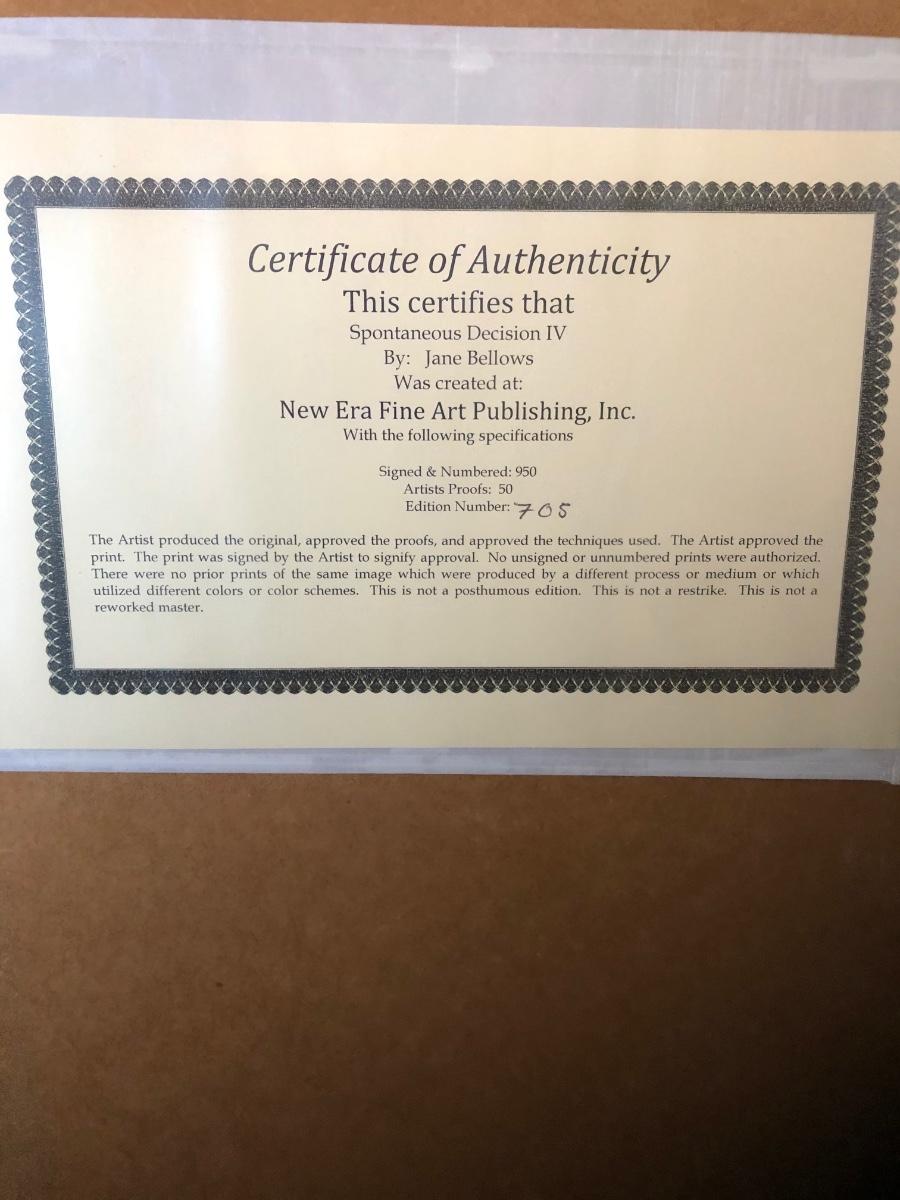 Certificate of Authenticity
This certifies that
Spontaneous Decision IV
By: Jane Bellows
Was created at:
New Era Fine Art Publishing, Inc.
With the following specifications
Signed & Numbered: 950
Artists Proofs: 50
Edition Number: 705
The Artist produced the original, approved the proofs, and approved the techniques used. The Artist approved the
print. The print was signed by the Artist to signify approval. No unsigned or unnumbered prints were authorized.
There were no prior prints of the same image which were produced by a different process or medium or which
utilized different colors or color schemes. This is not a posthumous edition. This is not a restrike. This is not a
reworked master.